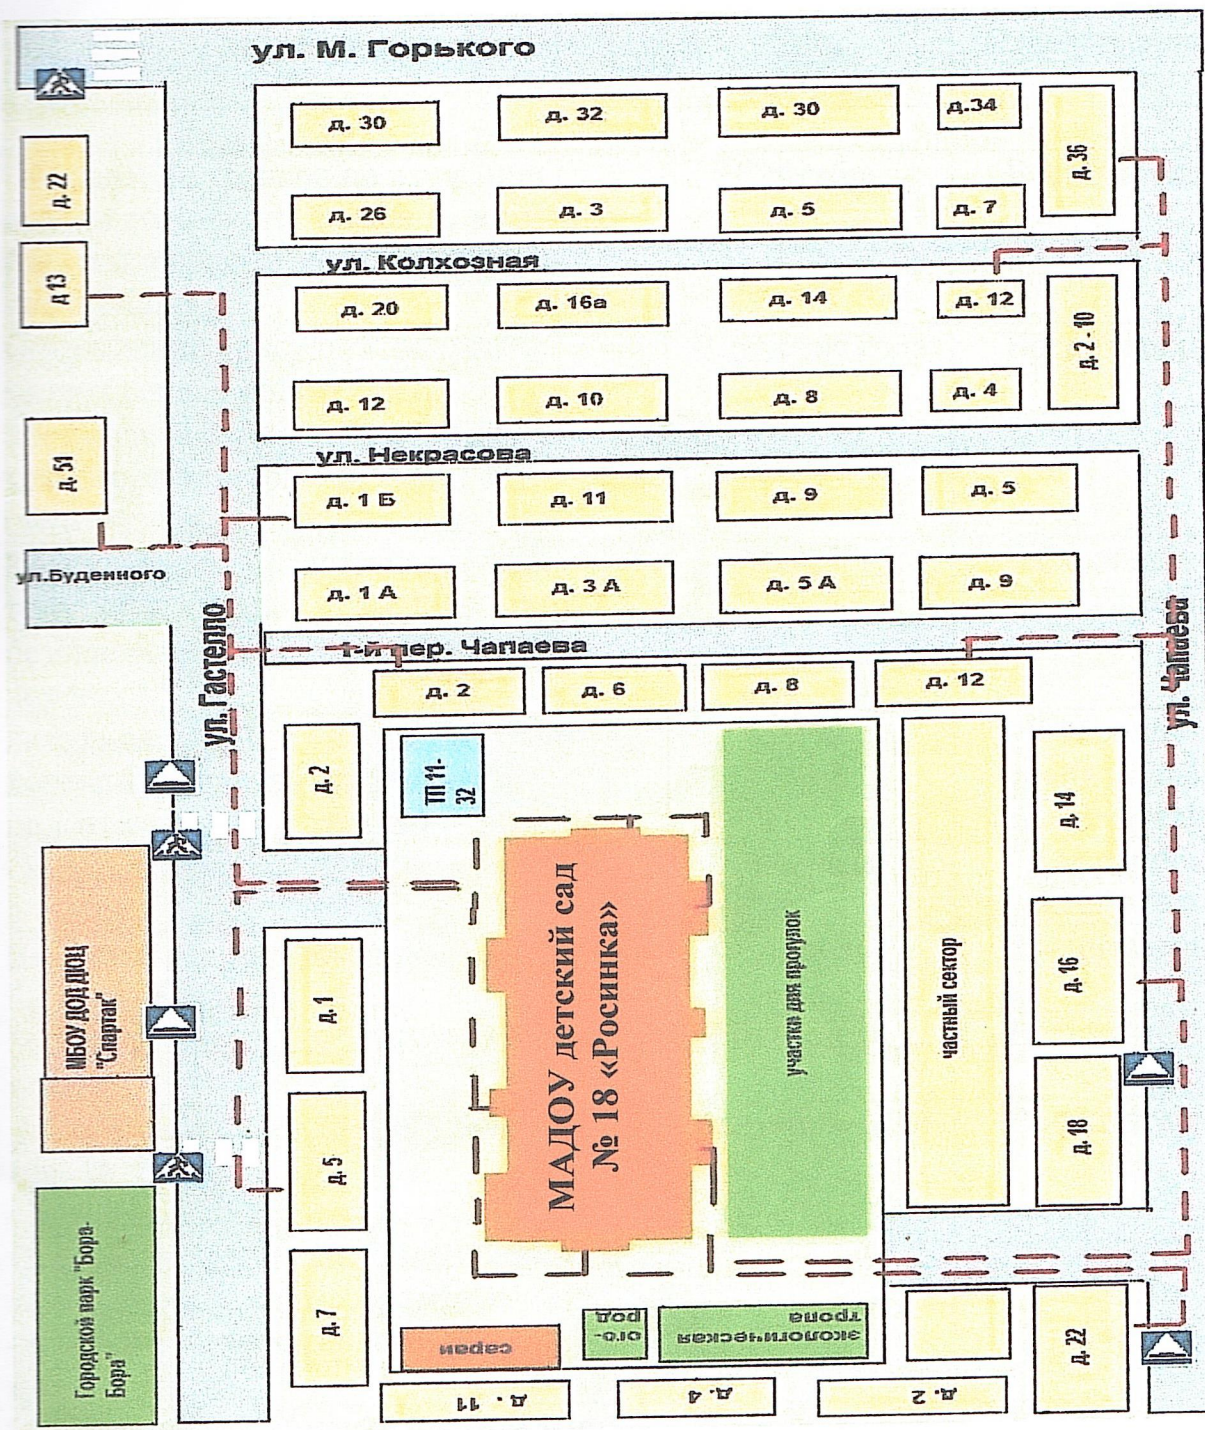 ул. М. Горького
д. 30
д. 32
д. 30
д.34
д. 36
д. 22
д. 26
д. 3
д. 5
д. 7
ул. Колхозная
д13
д. 20
д. 16а
д. 14
д. 12
д. 2 - 10
д. 12
д. 10
д. 8
д. 4
ул. Некрасова
д. 51
д. 1 Б
д. 11
д. 9
д. 5
ул.Буденного
д. 1 А
д. 3 А
д. 5 А
д. 9
ул. Гастелло
1-й пер. Чапаева
ул. Чапаева
д. 2
д. 6
д. 8
д. 12
д. 2
ТП 11-
32
д. 14
МБОУ ДОД ДЮЦ
"Спартак"
д. 1
МАДОУ детский сад
№ 18 «Росинка»
участки для прогулок
частный сектор
д. 16
д. 5
д. 18
Городской парк "Бора-
Бора"
д. 7
сараи
ого-
род
экологическая
тропа
д. 22
д. 11
д. 4
д. 2